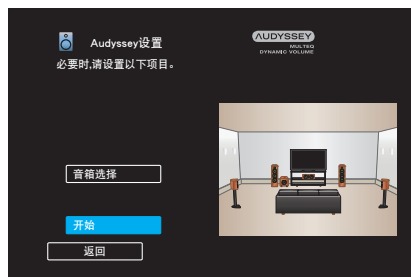 Audyssey设置
AUDYSSEY
MULTEQ
DYNAMIC VOLUME
必要时,请设置以下项目。
音箱选择
开始
返回